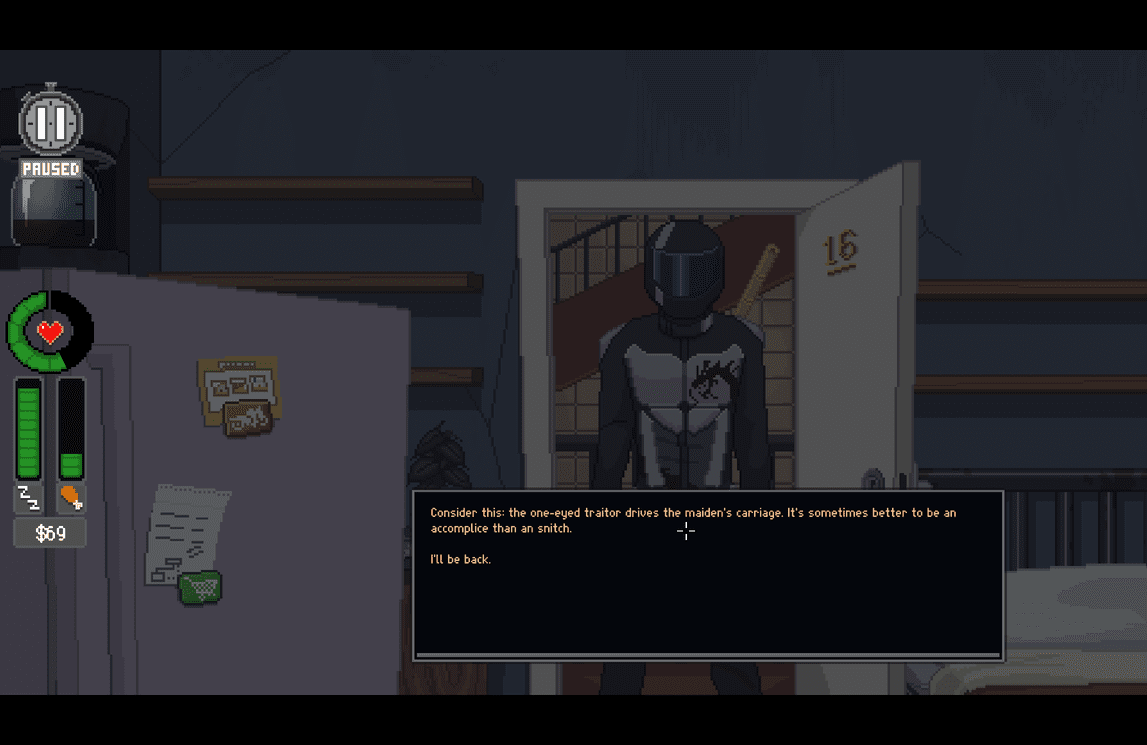 PAUSED
16
Z Z
$69
Consider this: the one-eyed traitor drives the maiden's carriage. It's sometimes better to be an
accomplice than an snitch.
I'll be back.